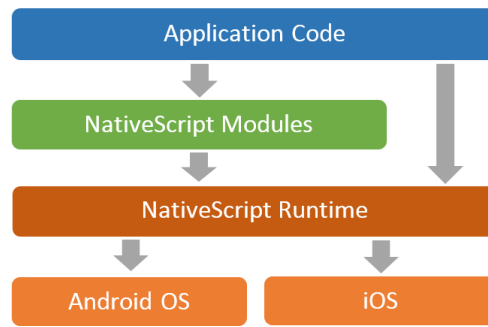 Application Code
NativeScript Modules
NativeScript Runtime
Android OS
iOS